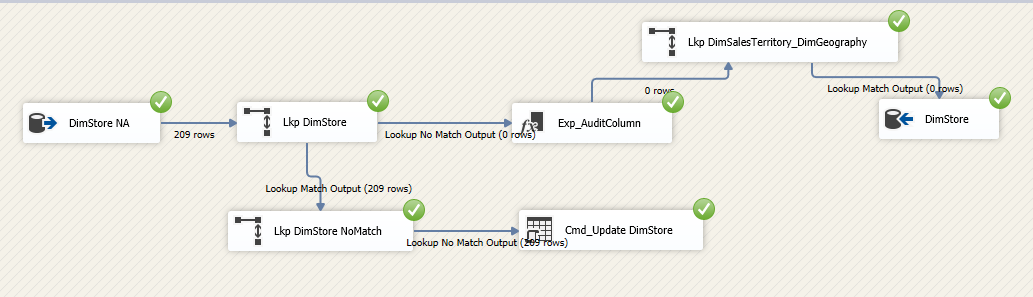 Lkp DimSalesTerritory_DimGeography
0 rows
Lookup Match Output (0 rows)
DimStore NA
209 rows
Lkp DimStore
Lookup No Match Output (0 rows)
fx
Exp_AuditColumn
DimStore
Lookup Match Output (209 rows)
Lkp DimStore NoMatch
Lookup No Match Output (209 rows)
Cmd_Update DimStore